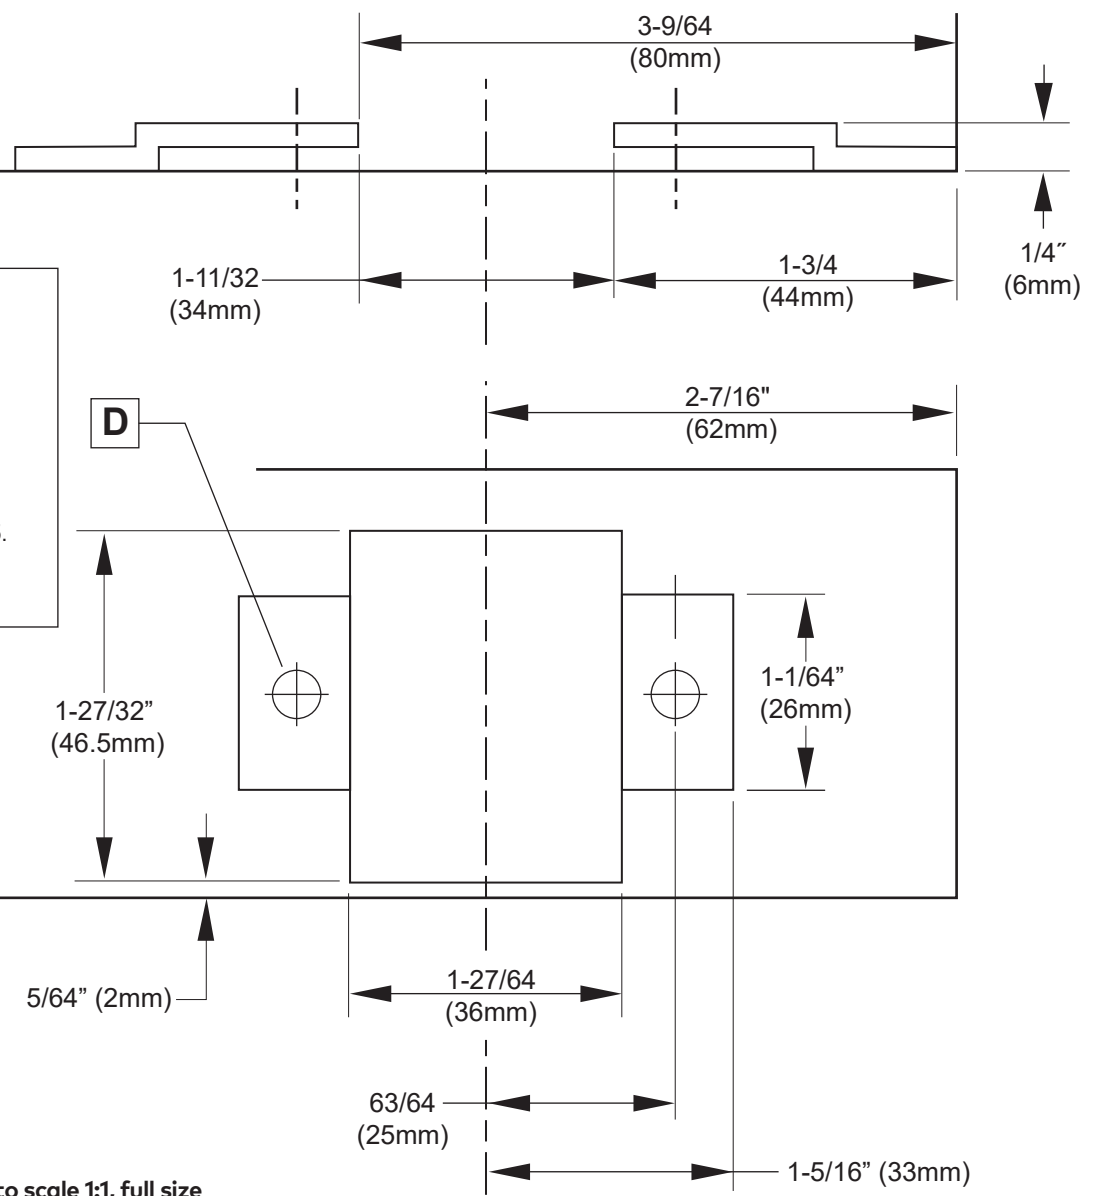 3-9/64
(80mm)
1-11/32
(34mm)
1-3/4
(44mm)
1/4˝
(6mm)
2-7/16"
(62mm)
D
1-27/32”
(46.5mm)
1-1/64”
(26mm)
5/64” (2mm)
1-27/64
(36mm)
63/64
(25mm)
1-5/16” (33mm)
to scale 1:1, full size